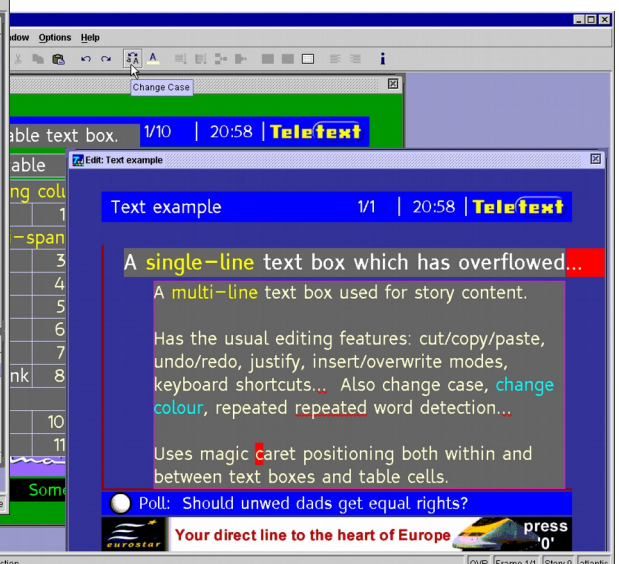 dow Options Help
Change Case
able text box. 1/10 | 20:58 | Teletext
able
Edit: Text example
ng colu
1
-span
3
4
5
6
7
nk 8
10
11
Some
Text example 1/1 | 20:58 | Teletext
A single-line text box which has overflowed...
A multi-line text box used for story content.
Has the usual editing features: cut/copy/paste,
undo/redo, justify, insert/overwrite modes,
keyboard shortcuts... Also change case, change
colour, repeated repeated word detection...
Uses magic caret positioning both within and
between text boxes and table cells.
Poll: Should unwed dads get equal rights?
eurostar Your direct line to the heart of Europe press
'0'
ction OVR Frame 1/1 Story 0 atlantis